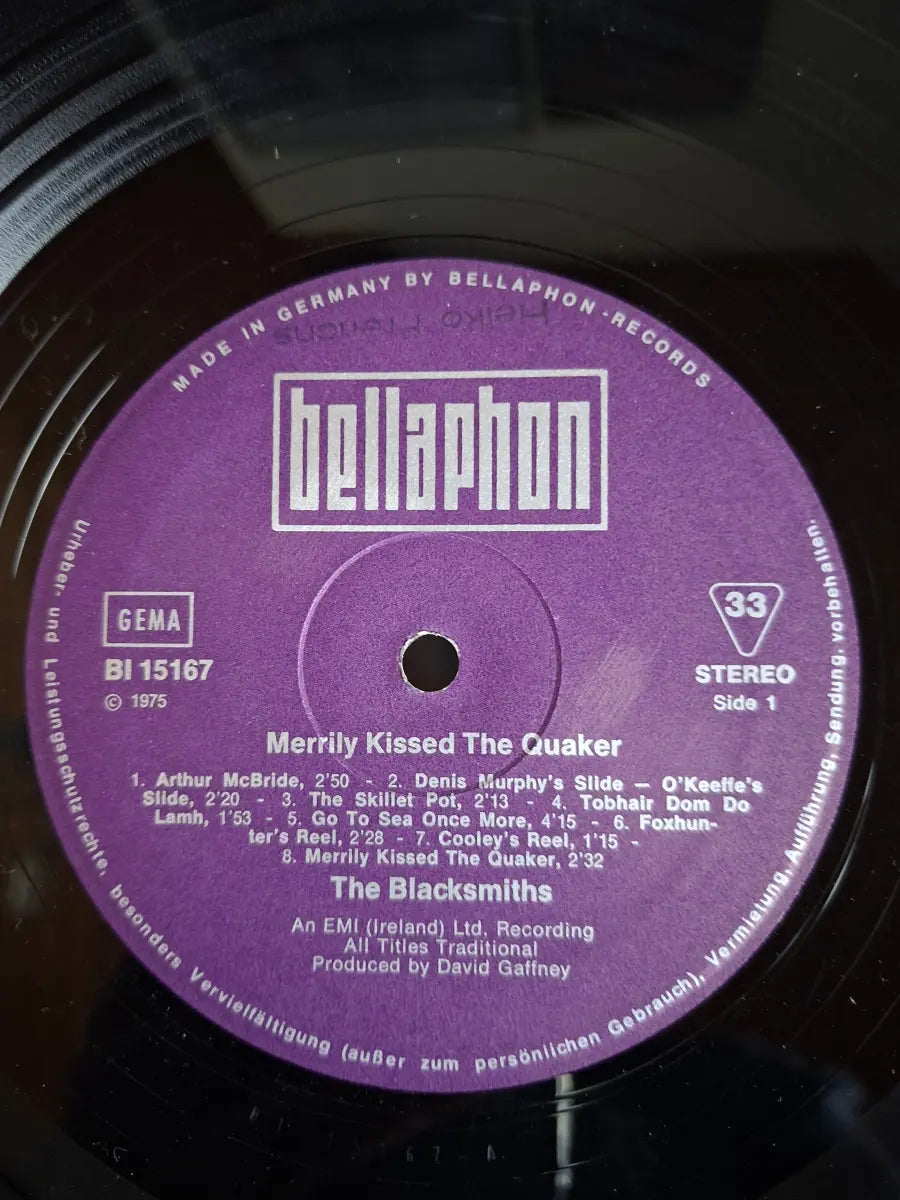 MADE IN GERMANY BY BELLAPHON-RECORDS
bellaphon
GEMA
BI 15167
© 1975
33
STEREO
Side 1
Merrily Kissed The Quaker
1. Arthur McBride, 2'50 - 2. Denis Murphy's Slide — O'Keeffe's
Slide, 2'20 - 3. The Skillet Pot, 2'13 - 4. Tobhair Dom Do
Lamh, 1'53 - 5. Go To Sea Once More, 4'15 - 6. Foxhun-
ter's Reel, 2'28 - 7. Cooley's Reel, 1'15 -
8. Merrily Kissed The Quaker, 2'32
The Blacksmiths
An EMI (Ireland) Ltd. Recording
All Titles Traditional
Produced by David Gaffney
Urheber- und Leistungsschutzrechte, besonders Vervielfältigung (außer zum persönlichen Gebrauch), Vermietung, Aufführung, Sendung, vorbehalten.